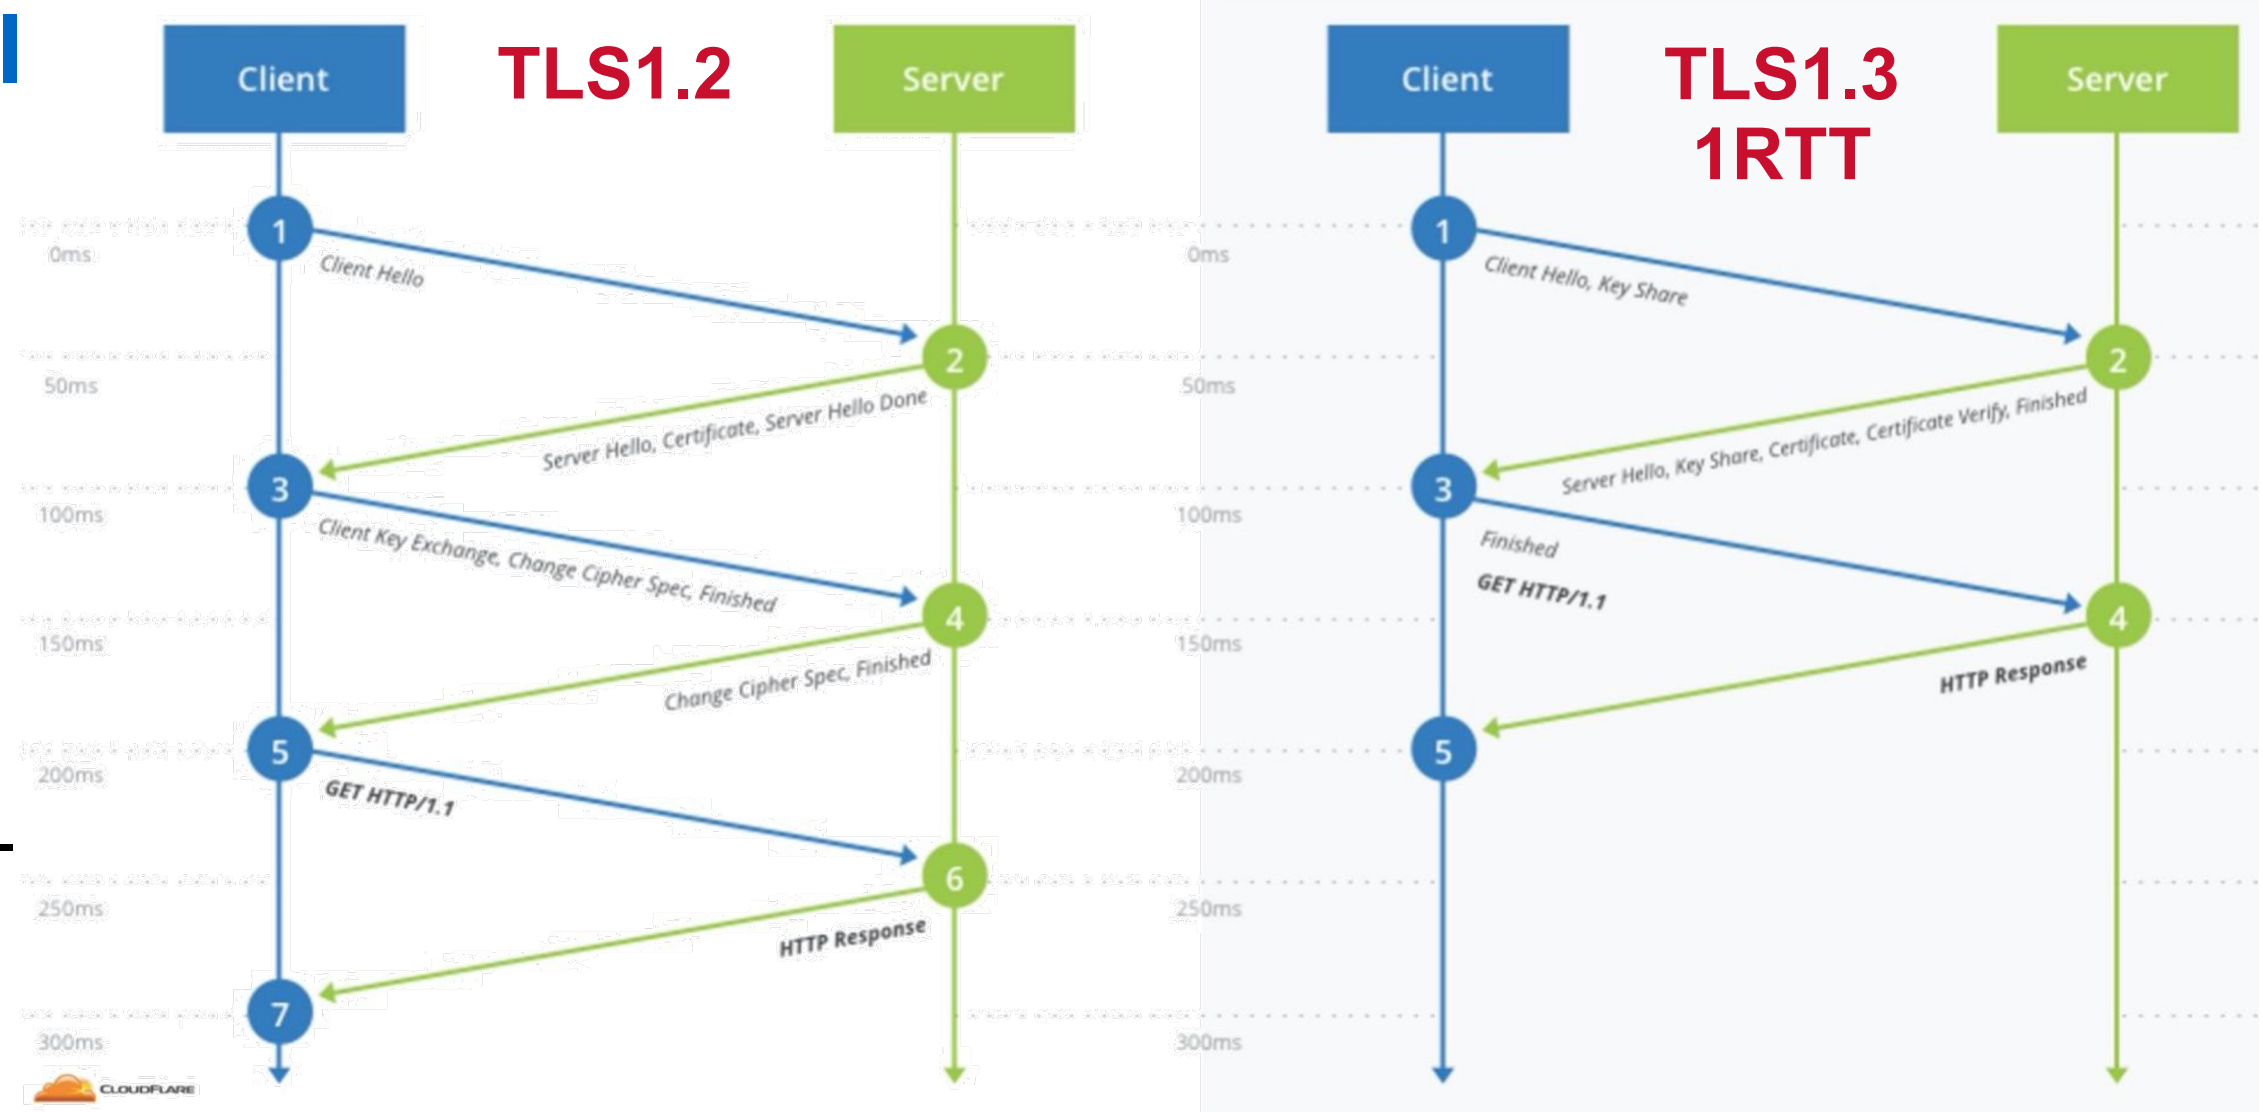 Client
TLS1.2
Server
1
0ms
Client Hello
2
50ms
Server Hello, Certificate, Server Hello Done
3
100ms
Client Key Exchange, Change Cipher Spec, Finished
4
150ms
Change Cipher Spec, Finished
5
200ms
GET HTTP/1.1
6
250ms
HTTP Response
7
300ms
CLOUDFLARE
Client
TLS1.3
1RTT
Server
1
0ms
Client Hello, Key Share
2
50ms
Server Hello, Key Share, Certificate, Certificate Verify, Finished
3
100ms
Finished
GET HTTP/1.1
4
150ms
HTTP Response
5
200ms
250ms
300ms